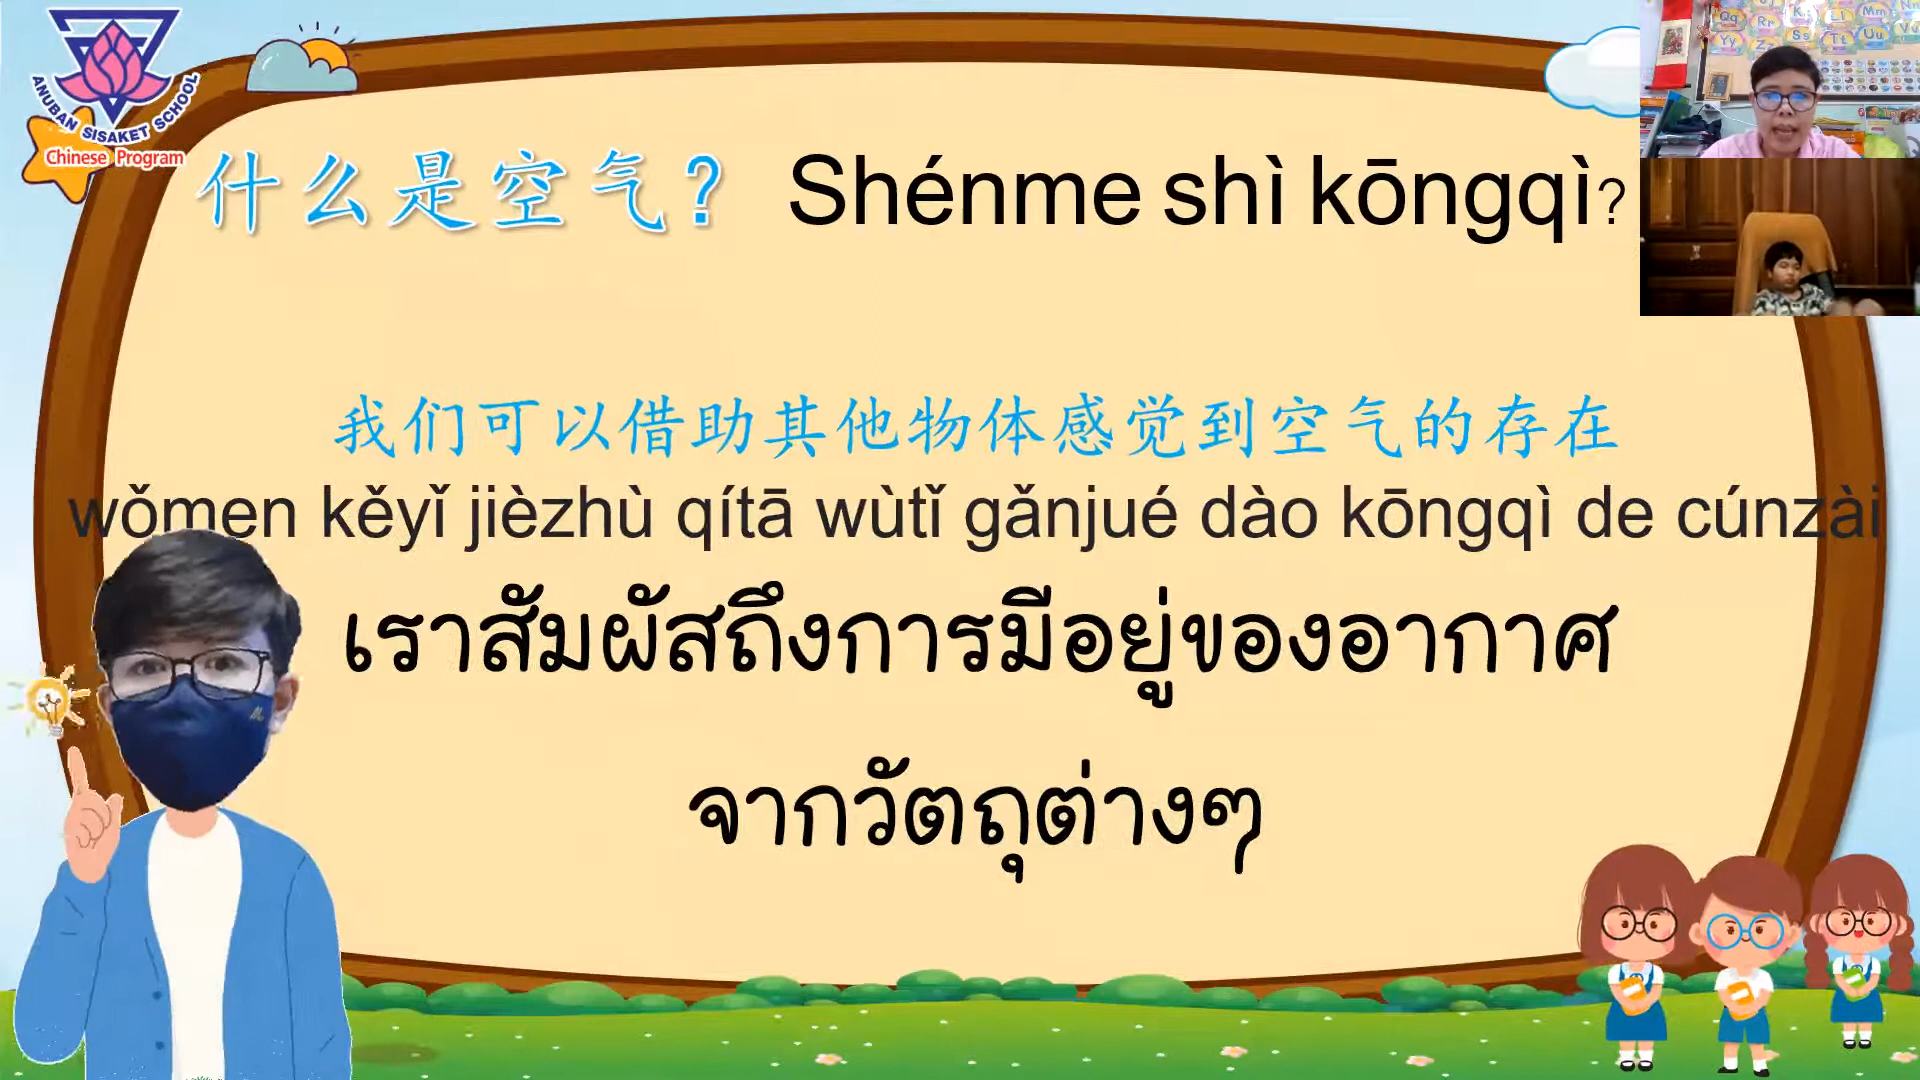 ANUBAN SISAKET SCHOOL
Chinese Program
什么是空气? Shénme shì kōngqì?
我们可以借助其他物体感觉到空气的存在
wǒmen kěyǐ jièzhù qítā wùtǐ gǎnjué dào kōngqì de cúnzài
เราสัมผัสถึงการมีอยู่ของอากาศ
จากวัตถุต่างๆ